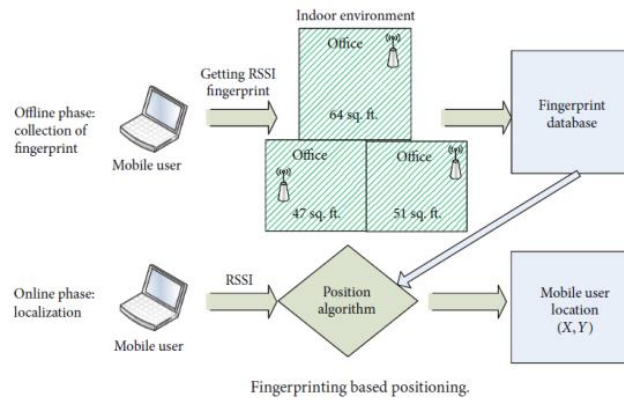 Indoor environment
Office
Getting RSSI
fingerprint
64 sq. ft.
Offline phase:
collection of
fingerprint
Mobile user
Office
Office
47 sq. ft.
51 sq. ft.
Fingerprint
database
Online phase:
localization
Mobile user
RSSI
Position
algorithm
Mobile user
location
(X, Y)
Fingerprinting based positioning.